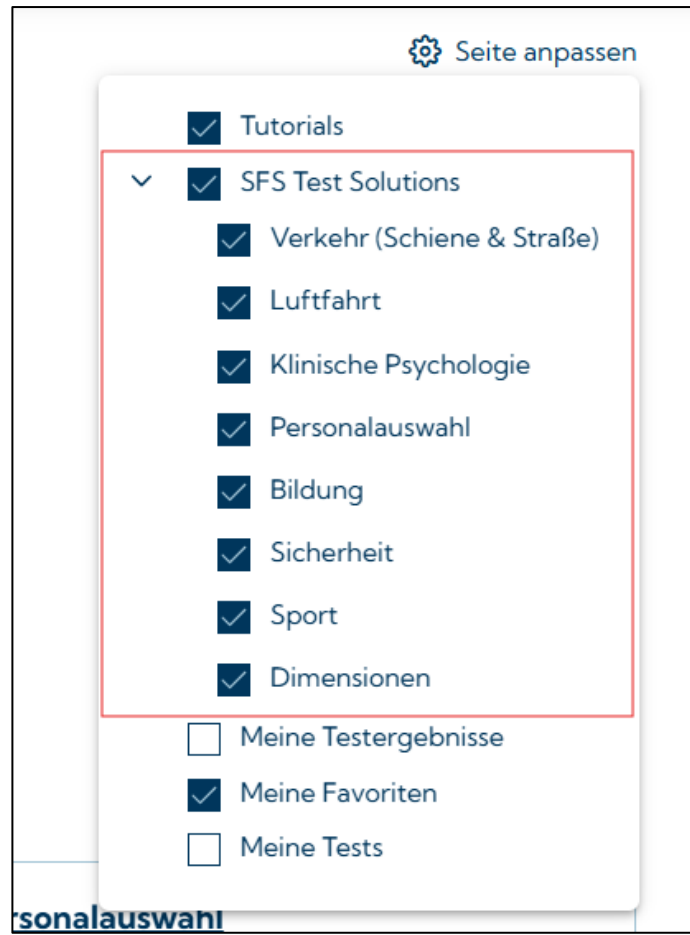 Seite anpassen
Tutorials
SFS Test Solutions
Verkehr (Schiene & Straße)
Luftfahrt
Klinische Psychologie
Personalauswahl
Bildung
Sicherheit
Sport
Dimensionen
Meine Testergebnisse
Meine Favoriten
Meine Tests
rsonalauswahl